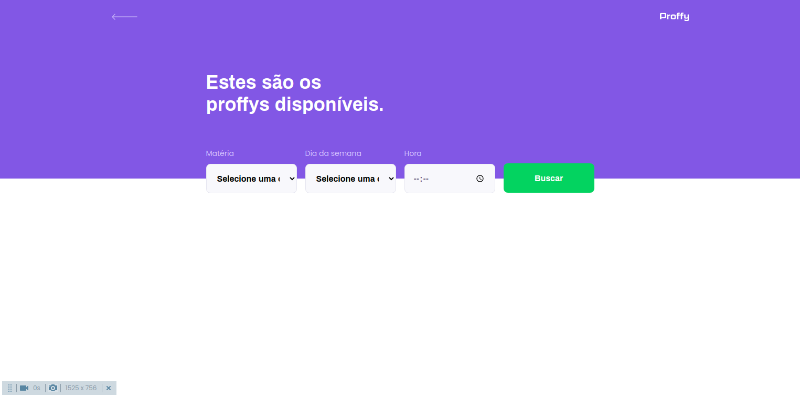 Proffy
Estes são os
proffys disponíveis.
Matéria
Dia da semana
Hora
Selecione uma
Selecione uma
--:--
Buscar
0s
1525 x 756